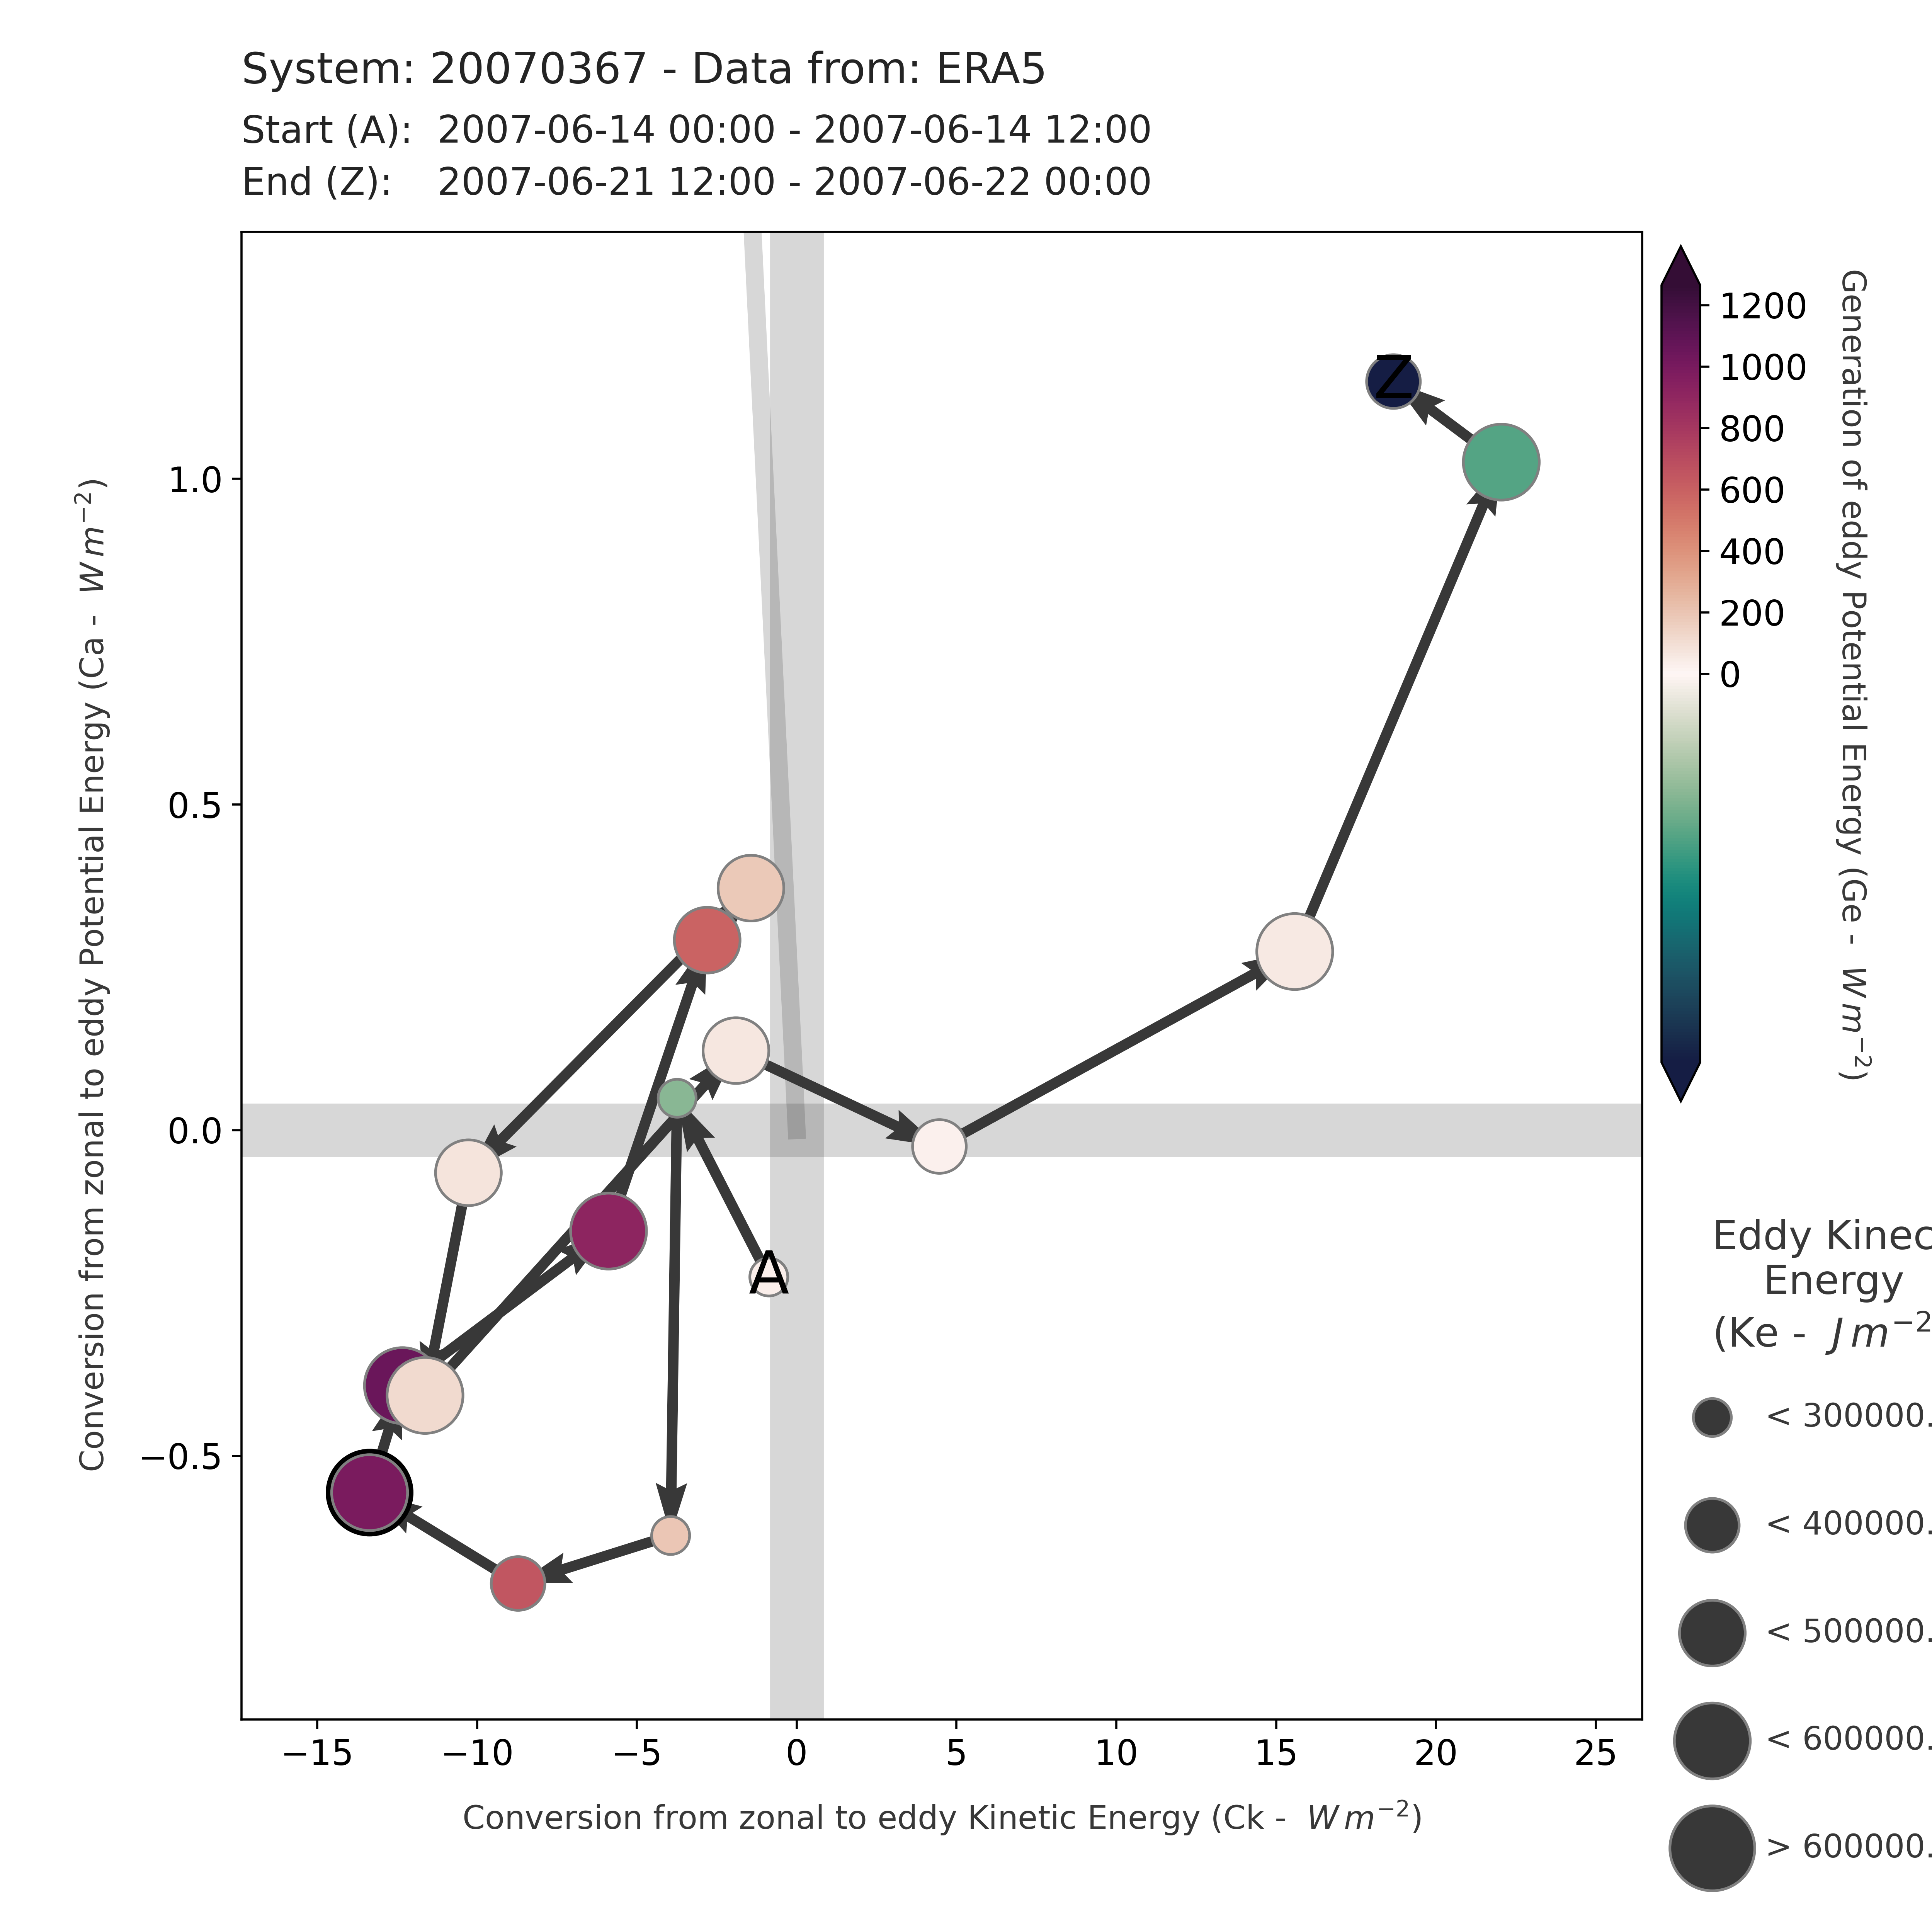 System: 20070367 - Data from: ERA5
Start (A): 2007-06-14 00:00 - 2007-06-14 12:00
End (Z): 2007-06-21 12:00 - 2007-06-22 00:00
Conversion from zonal to eddy Potential Energy (Ca - W m⁻²)
1.0
0.5
0.0
−0.5
Z
A
−15
−10
−5
0
5
10
15
20
25
Conversion from zonal to eddy Kinetic Energy (Ck - W m⁻²)
1200
1000
800
600
400
200
0
Generation of eddy Potential Energy (Ge - W m⁻²)
Eddy Kinec
Energy
(Ke - J m⁻²
< 300000.
< 400000.
< 500000.
< 600000.
> 600000.